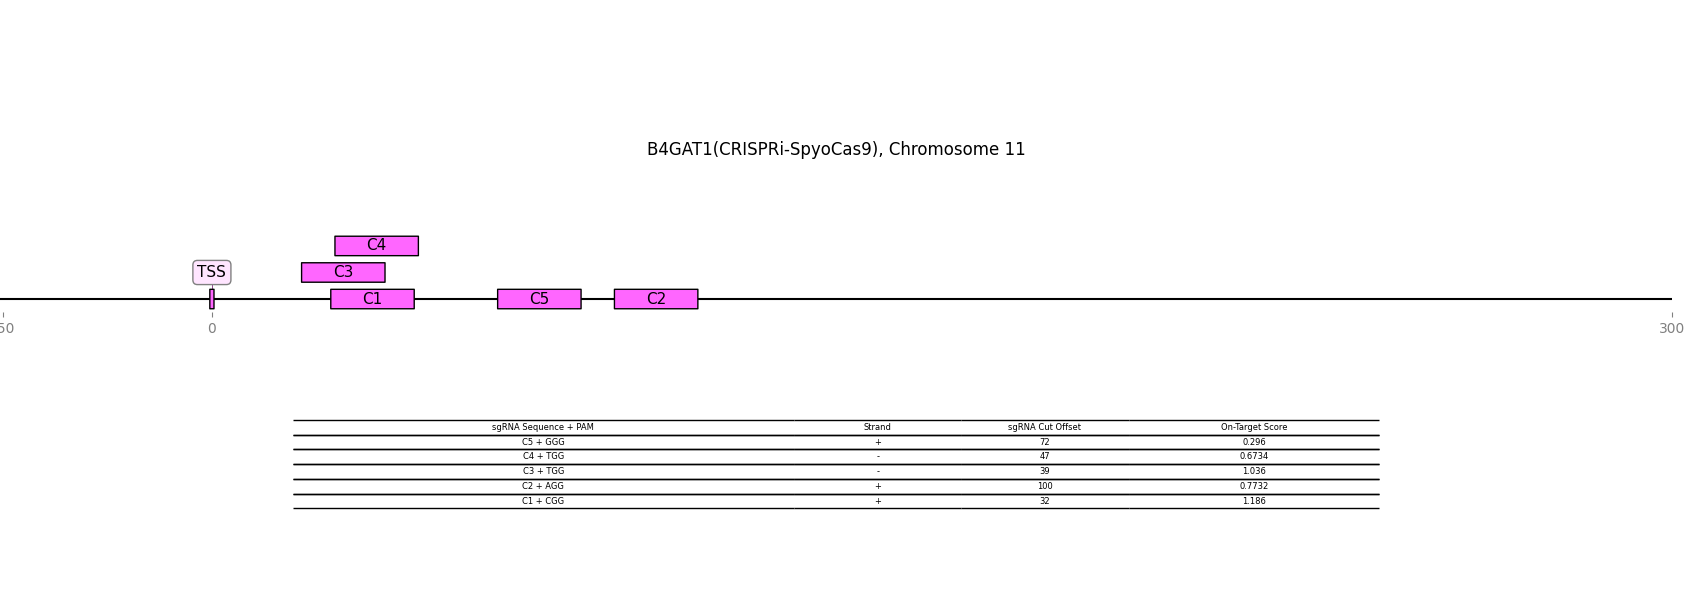 B4GAT1(CRISPRi-SpyoCas9), Chromosome 11
C4
TSS C3
C1 C5 C2
50 0 300
sgRNA Sequence + PAM Strand sgRNA Cut Offset On-Target Score
C5 + GGG + 72 0.296
C4 + TGG - 47 0.6734
C3 + TGG - 39 1.036
C2 + AGG + 100 0.7732
C1 + CGG + 32 1.186